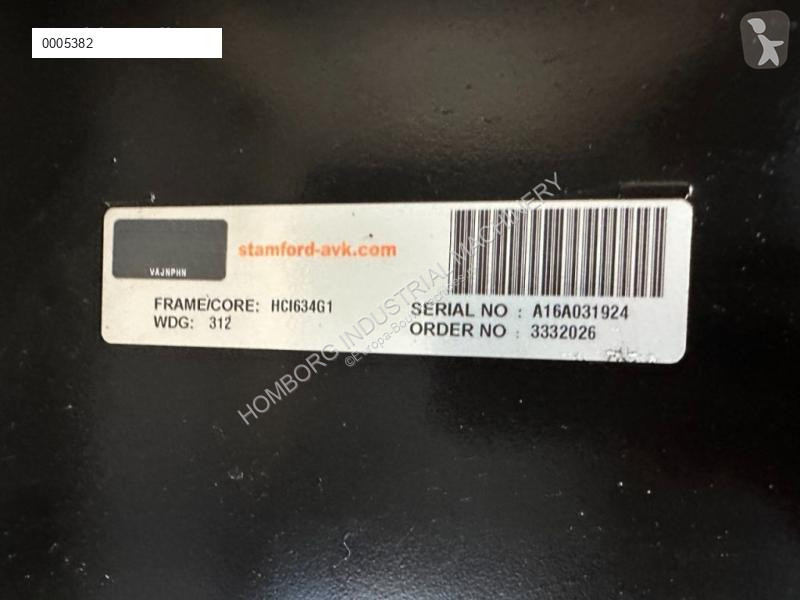 0005382
stamford-avk.com
VAJNPHN
FRAME/CORE: HCI634G1
WDG: 312
SERIAL NO : A16A031924
ORDER NO : 3332026
HOMBORG INDUSTRIAL MACHINERY